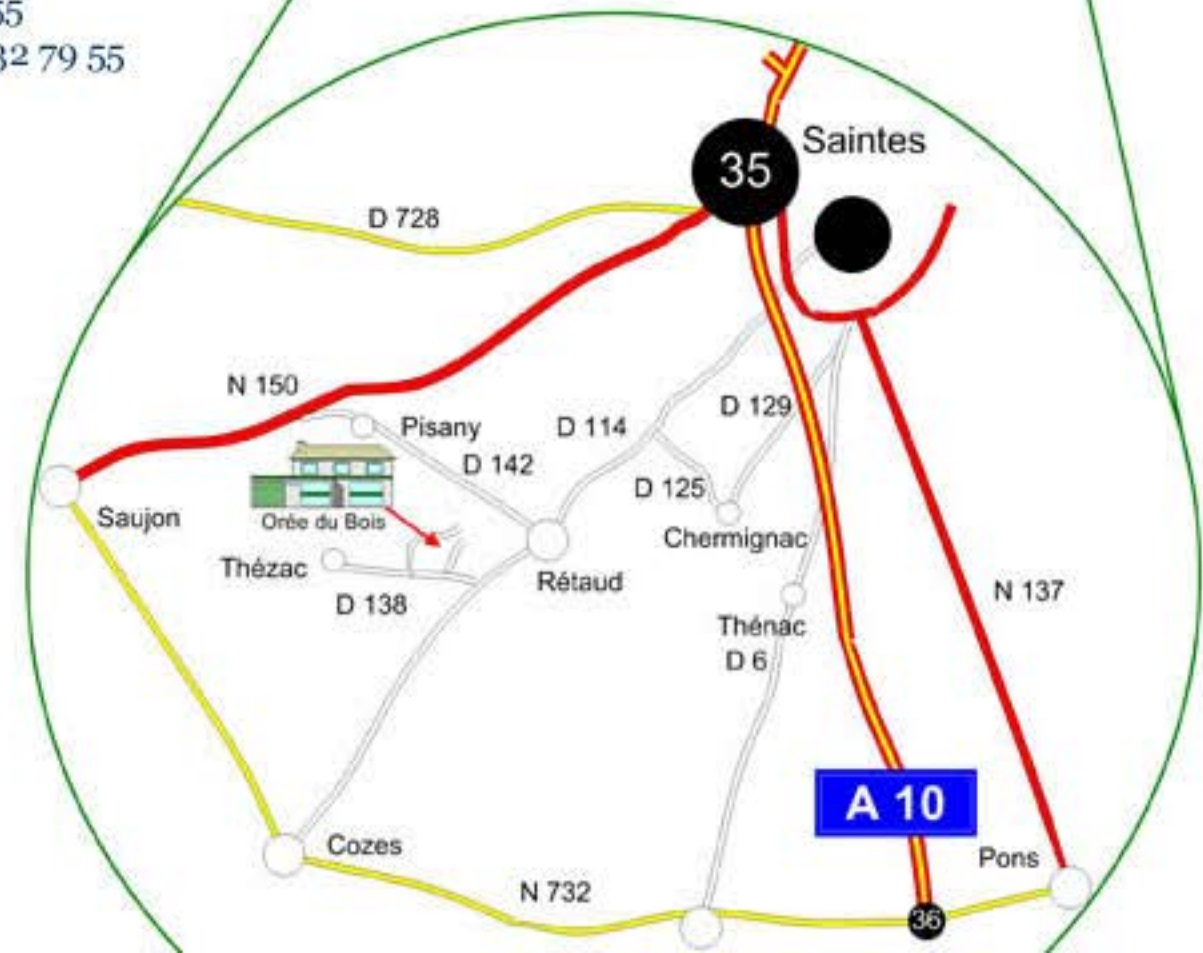 55
32 79 55
Saintes
35
D 728
N 150
Pisany
D 114
D 129
D 142
D 125
Saujon
Orée du Bois
Chermignac
Thézac
Rétaud
N 137
D 138
Thénac
D 6
A 10
Cozes
Pons
N 732
36